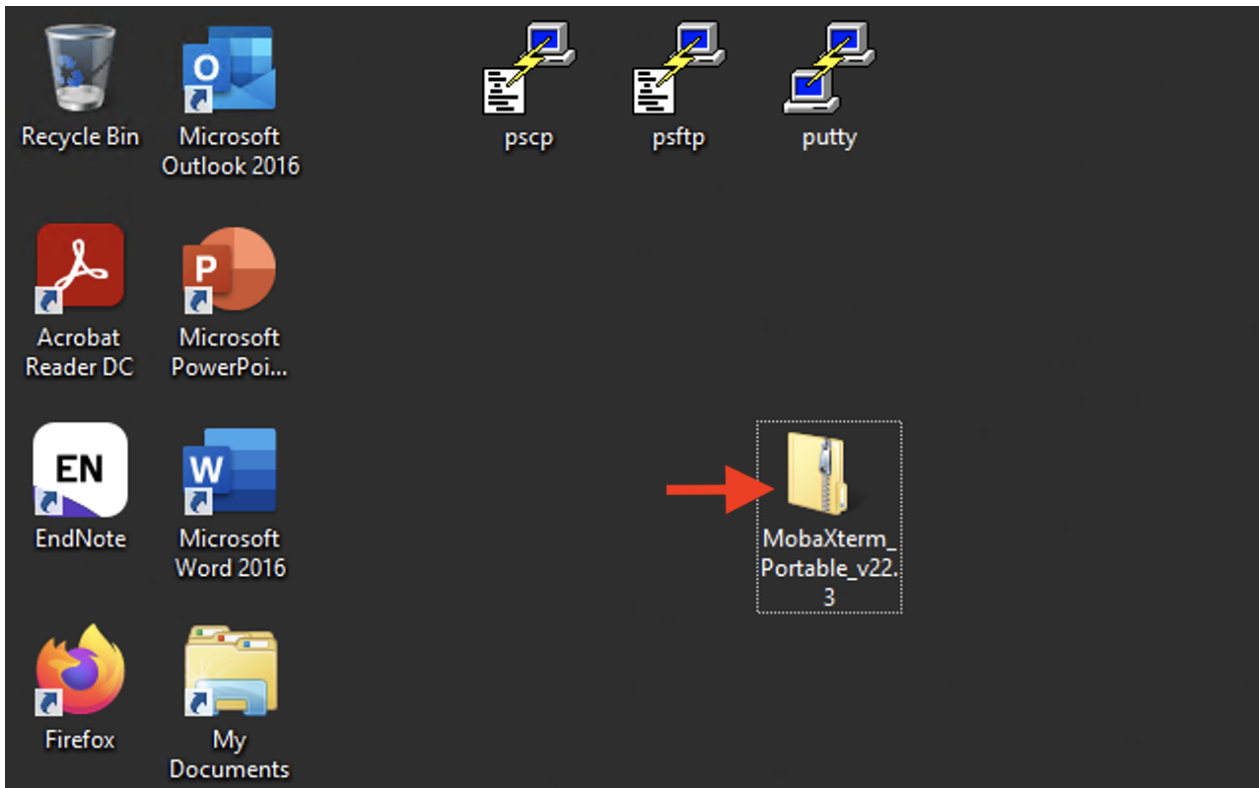 Recycle Bin
Microsoft
Outlook 2016
pscp
psftp
putty
Acrobat
Reader DC
Microsoft
PowerPoi...
EN
EndNote
Microsoft
Word 2016
MobaXterm_
Portable_v22.
3
Firefox
My
Documents